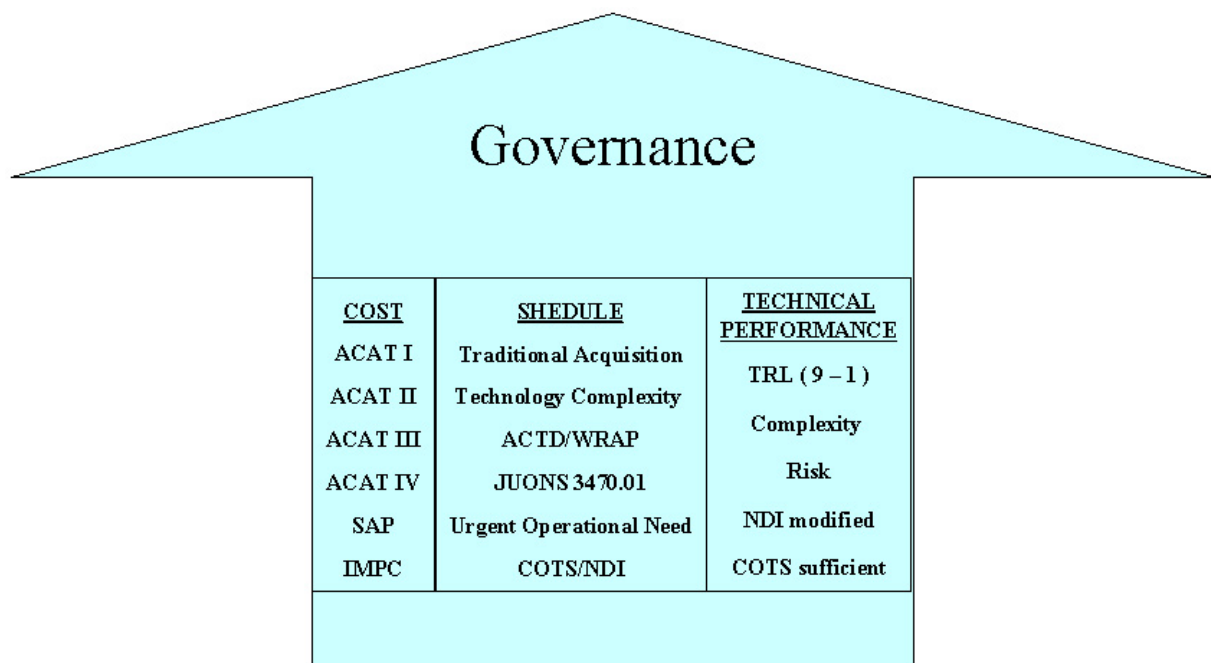 Governance
COST
ACAT I
ACAT II
ACAT III
ACAT IV
SAP
IMPC
SHEDULE
Traditional Acquisition
Technology Complexity
ACTD/WRAP
JUONS 3470.01
Urgent Operational Need
COTS/NDI
TECHNICAL
PERFORMANCE
TRL ( 9 – 1 )
Complexity
Risk
NDI modified
COTS sufficient